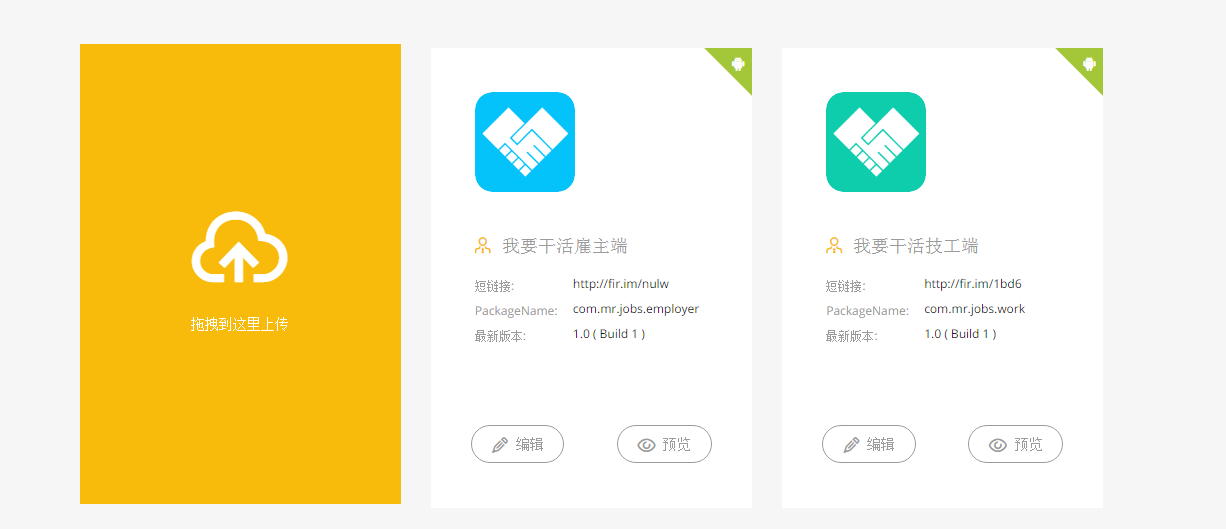 拖拽到这里上传
我要干活雇主端
短链接: http://fir.im/nulw
PackageName: com.mr.jobs.employer
最新版本: 1.0 ( Build 1 )
编辑 预览
我要干活技工端
短链接: http://fir.im/1bd6
PackageName: com.mr.jobs.work
最新版本: 1.0 ( Build 1 )
编辑 预览